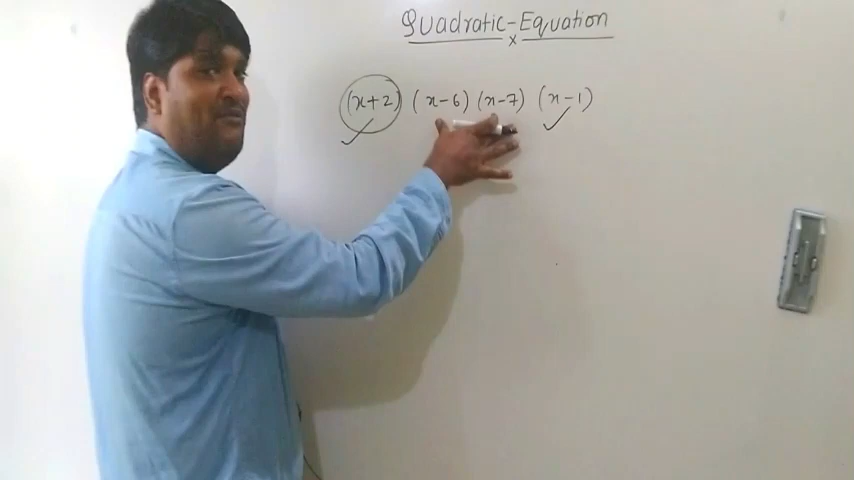 Quadratic-Equation
x
(x+2) (x-6) (x-7) (x-1)